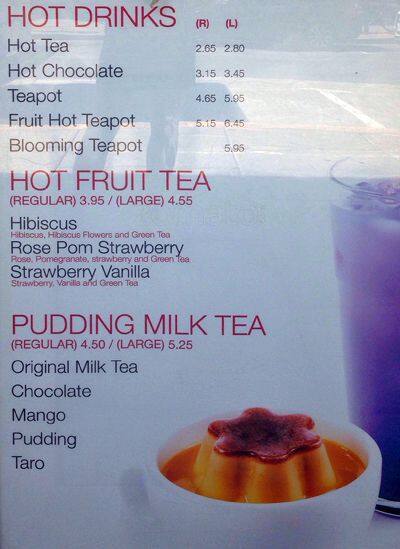 HOT DRINKS (R) (L)
Hot Tea 2.65 2.80
Hot Chocolate 3.15 3.45
Teapot 4.65 5.95
Fruit Hot Teapot 5.15 6.45
Blooming Teapot 5.95
HOT FRUIT TEA
(REGULAR) 3.95 / (LARGE) 4.55
Hibiscus
Hibiscus, Hibiscus Flowers and Green Tea
Rose Pom Strawberry
Rose, Pomegranate, strawberry and Green Tea
Strawberry Vanilla
Strawberry, Vanilla and Green Tea
PUDDING MILK TEA
(REGULAR) 4.50 / (LARGE) 5.25
Original Milk Tea
Chocolate
Mango
Pudding
Taro